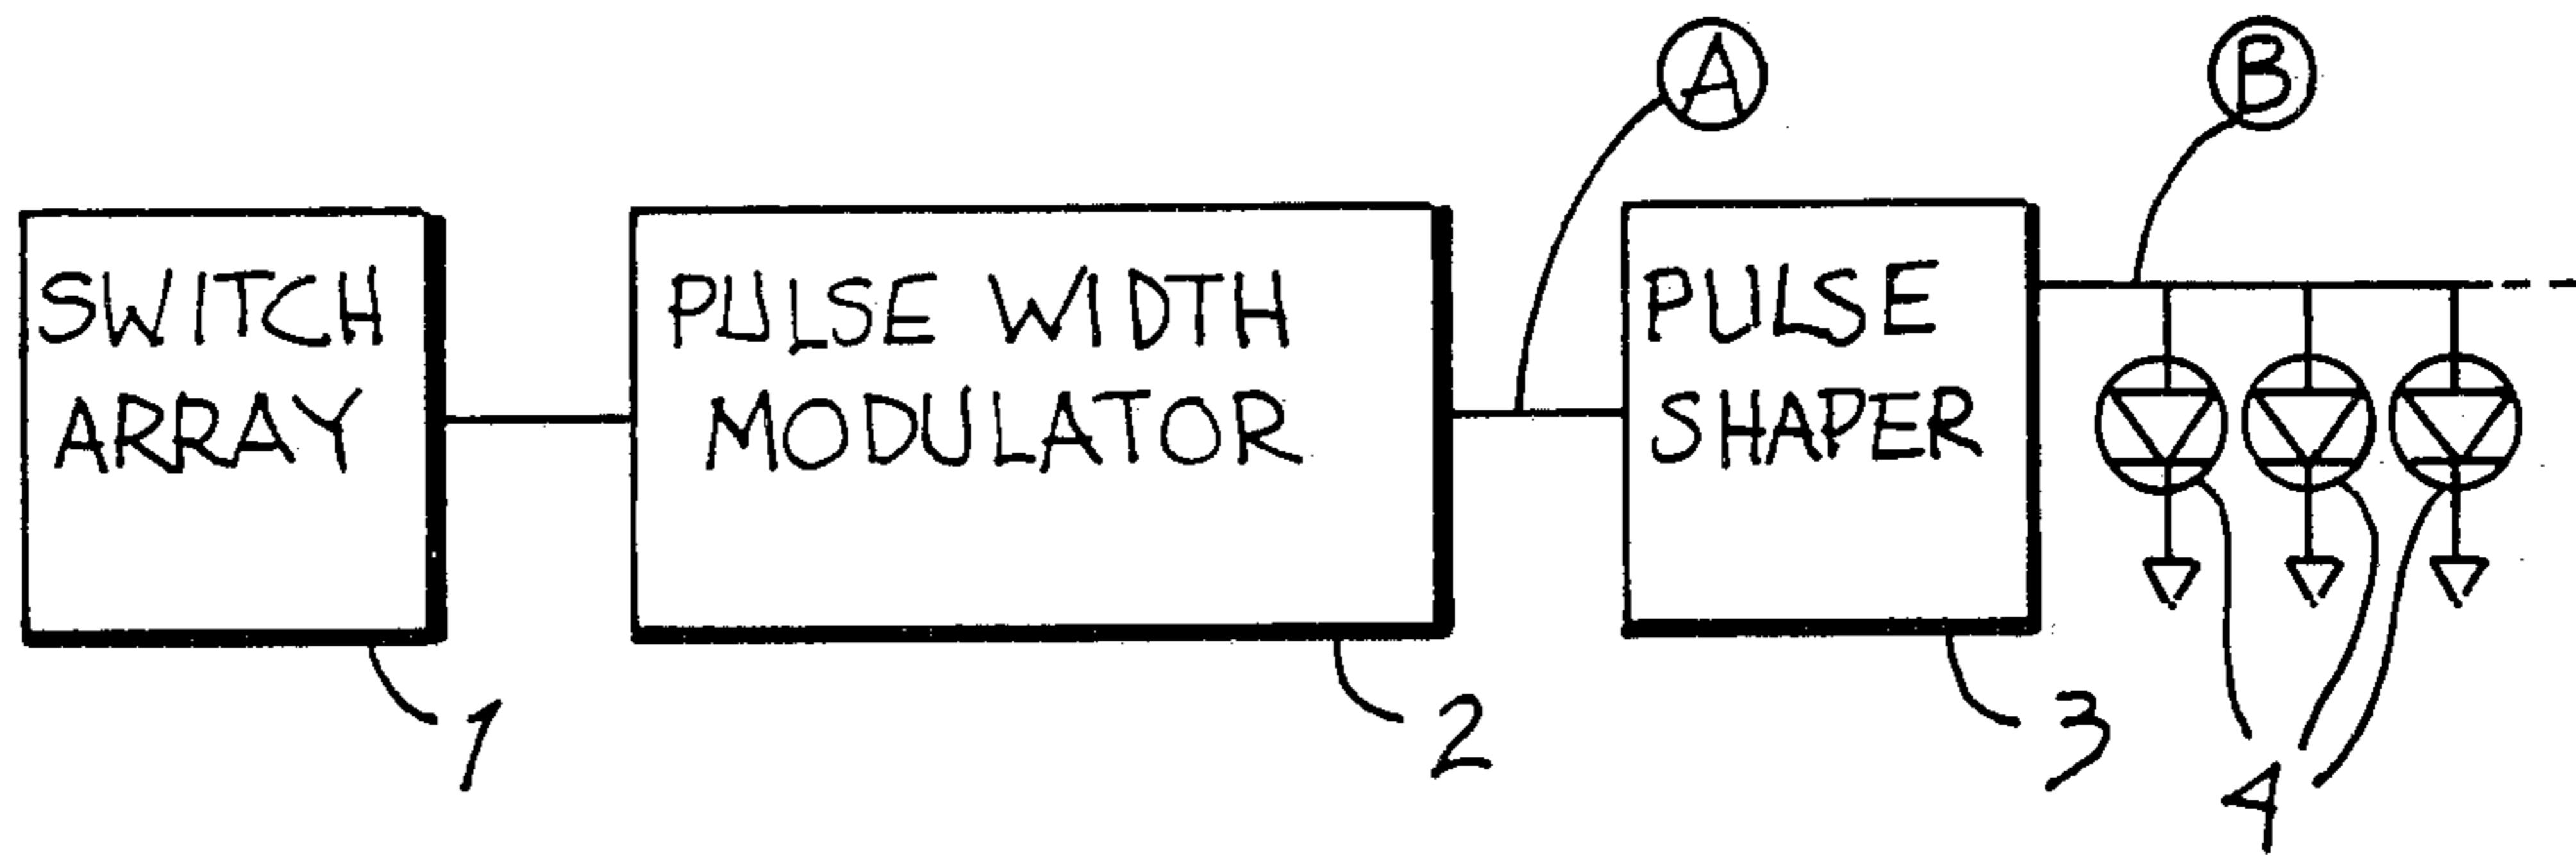 A
B
SWITCH
ARRAY
PULSE WIDTH
MODULATOR
PULSE
SHAPER
1
2
3
4